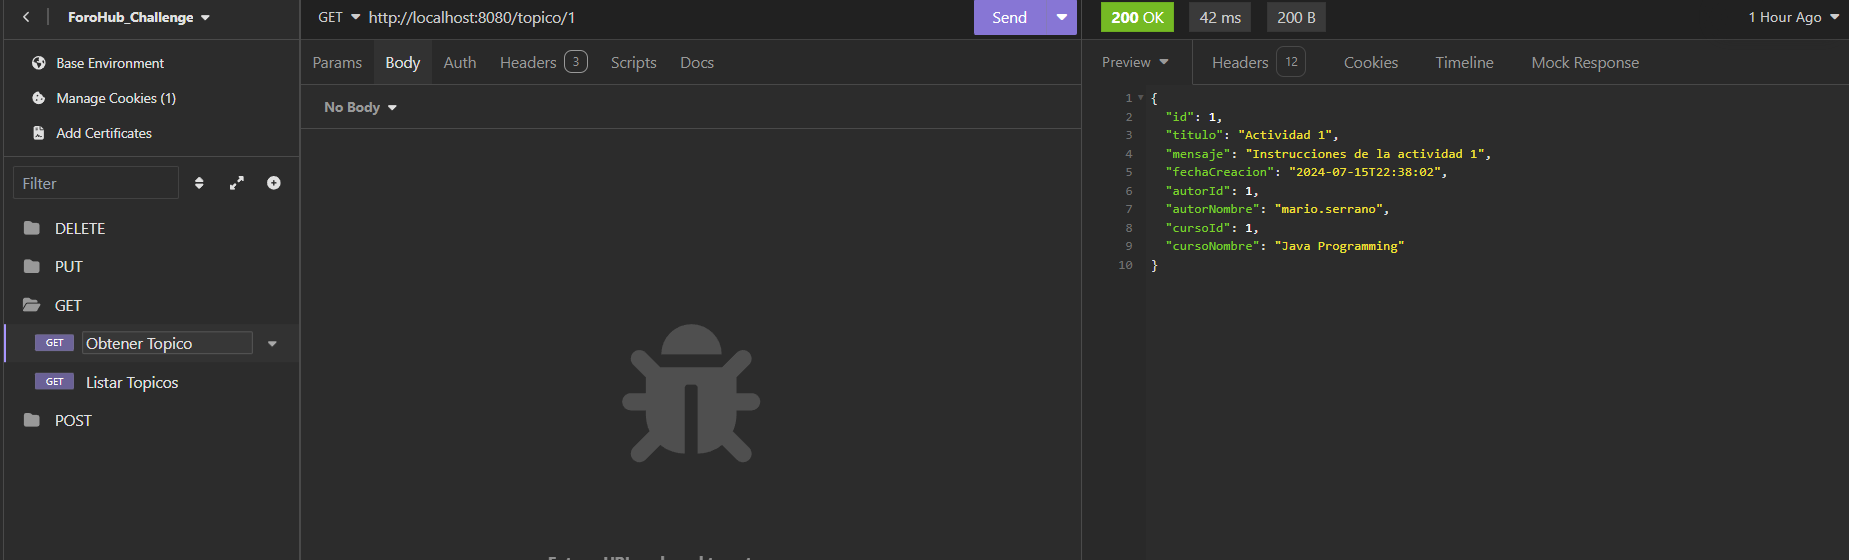 ForoHub_Challenge
Base Environment
Manage Cookies (1)
Add Certificates
Filter
DELETE
PUT
GET
GET Obtener Topico
GET Listar Topicos
POST
GET http://localhost:8080/topico/1
Send
Params Body Auth Headers 3 Scripts Docs
No Body
200 OK 42 ms 200 B 1 Hour Ago
Preview Headers 12 Cookies Timeline Mock Response
1 {
2 "id": 1,
3 "titulo": "Actividad 1",
4 "mensaje": "Instrucciones de la actividad 1",
5 "fechaCreacion": "2024-07-15T22:38:02",
6 "autorId": 1,
7 "autorNombre": "mario.serrano",
8 "cursoId": 1,
9 "cursoNombre": "Java Programming"
10 }